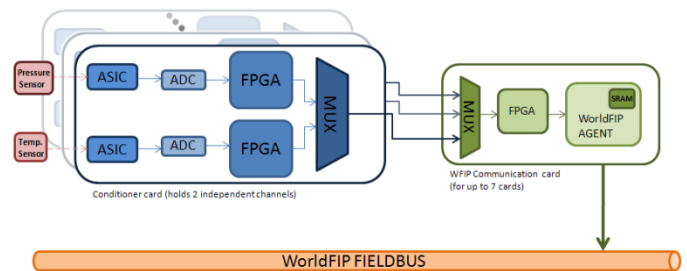 Pressure
Sensor
ASIC
ADC
FPGA
MUX
Temp.
Sensor
ASIC
ADC
FPGA
Conditioner card (holds 2 independent channels)
MUX
FPGA
SRAM
WorldFIP
AGENT
WFIP Communication card
(for up to 7 cards)
WorldFIP FIELDBUS